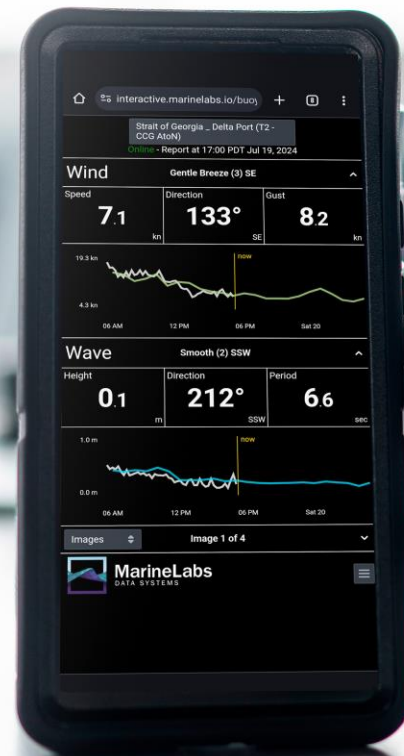 interactive.marinelabs.io/buoy
6
Strait of Georgia _ Delta Port (T2 -
CCG AtoN)
Online - Report at 17:00 PDT Jul 19, 2024
Wind Gentle Breeze (3) SE
Speed Direction Gust
7.1 133° 8.2
kn SE kn
19.3 kn now
4.3 kn
06 AM 12 PM 06 PM Sat 20
Wave Smooth (2) SSW
Height Direction Period
0.1 212° 6.6
m SSW sec
1.0 m now
0.0 m
06 AM 12 PM 06 PM Sat 20
Images Image 1 of 4
MarineLabs
DATA SYSTEMS